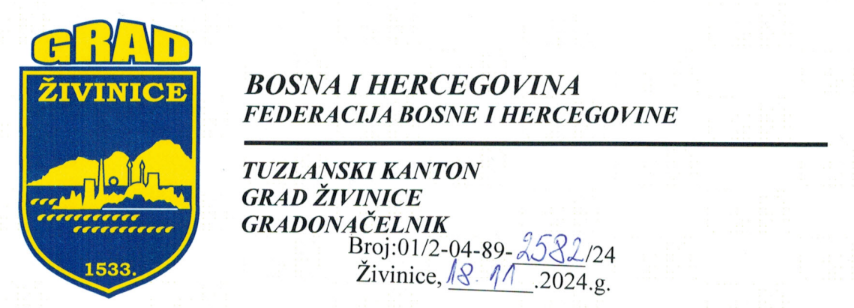 GRAD
ŽIVINICE
1533.
BOSNA I HERCEGOVINA
FEDERACIJA BOSNE I HERCEGOVINE
TUZLANSKI KANTON
GRAD ŽIVINICE
GRADONAČELNIK
Broj:01/2-04-89-2582/24
Živinice, 18. 11 .2024.g.